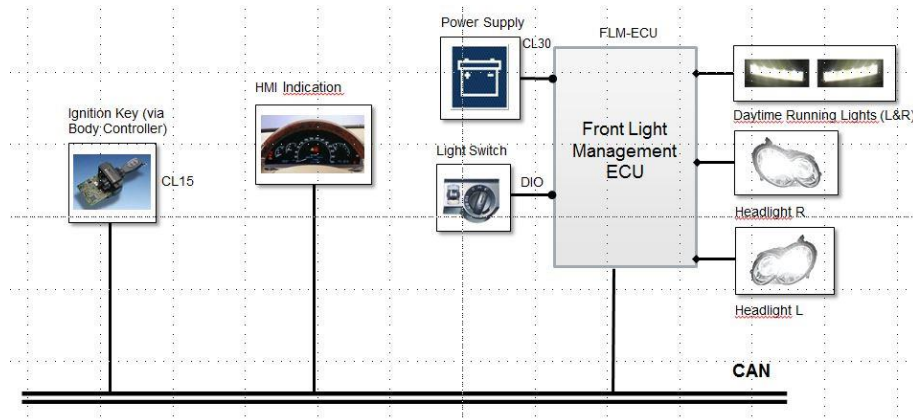 Power Supply
CL30
FLM-ECU
HMI Indication
Ignition Key (via
Body Controller)
CL15
Light Switch
DIO
Front Light
Management
ECU
Daytime Running Lights (L&R)
Headlight R
Headlight L
CAN